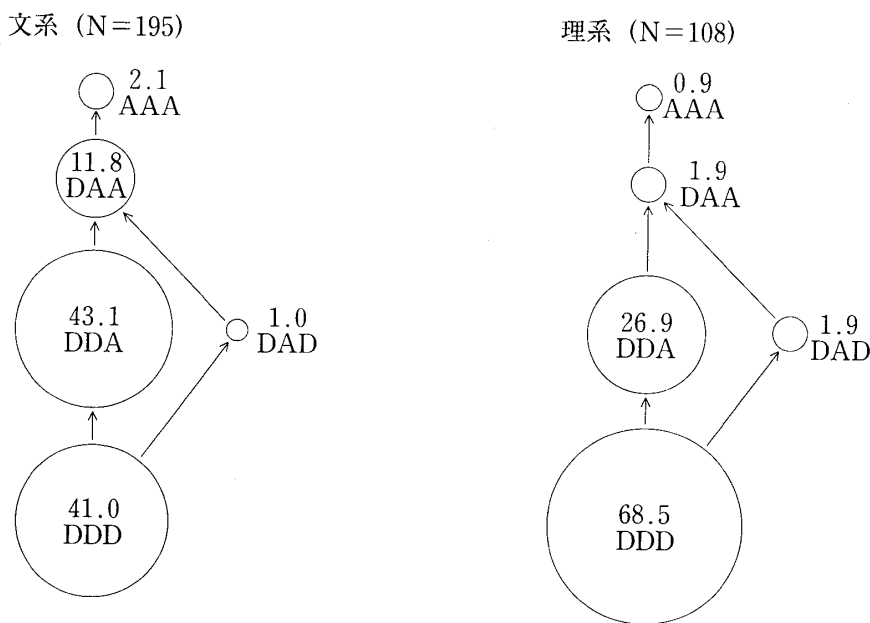 文系 (N=195)
2.1
AAA
11.8
DAA
43.1
DDA
1.0
DAD
41.0
DDD
理系 (N=108)
0.9
AAA
1.9
DAA
26.9
DDA
1.9
DAD
68.5
DDD